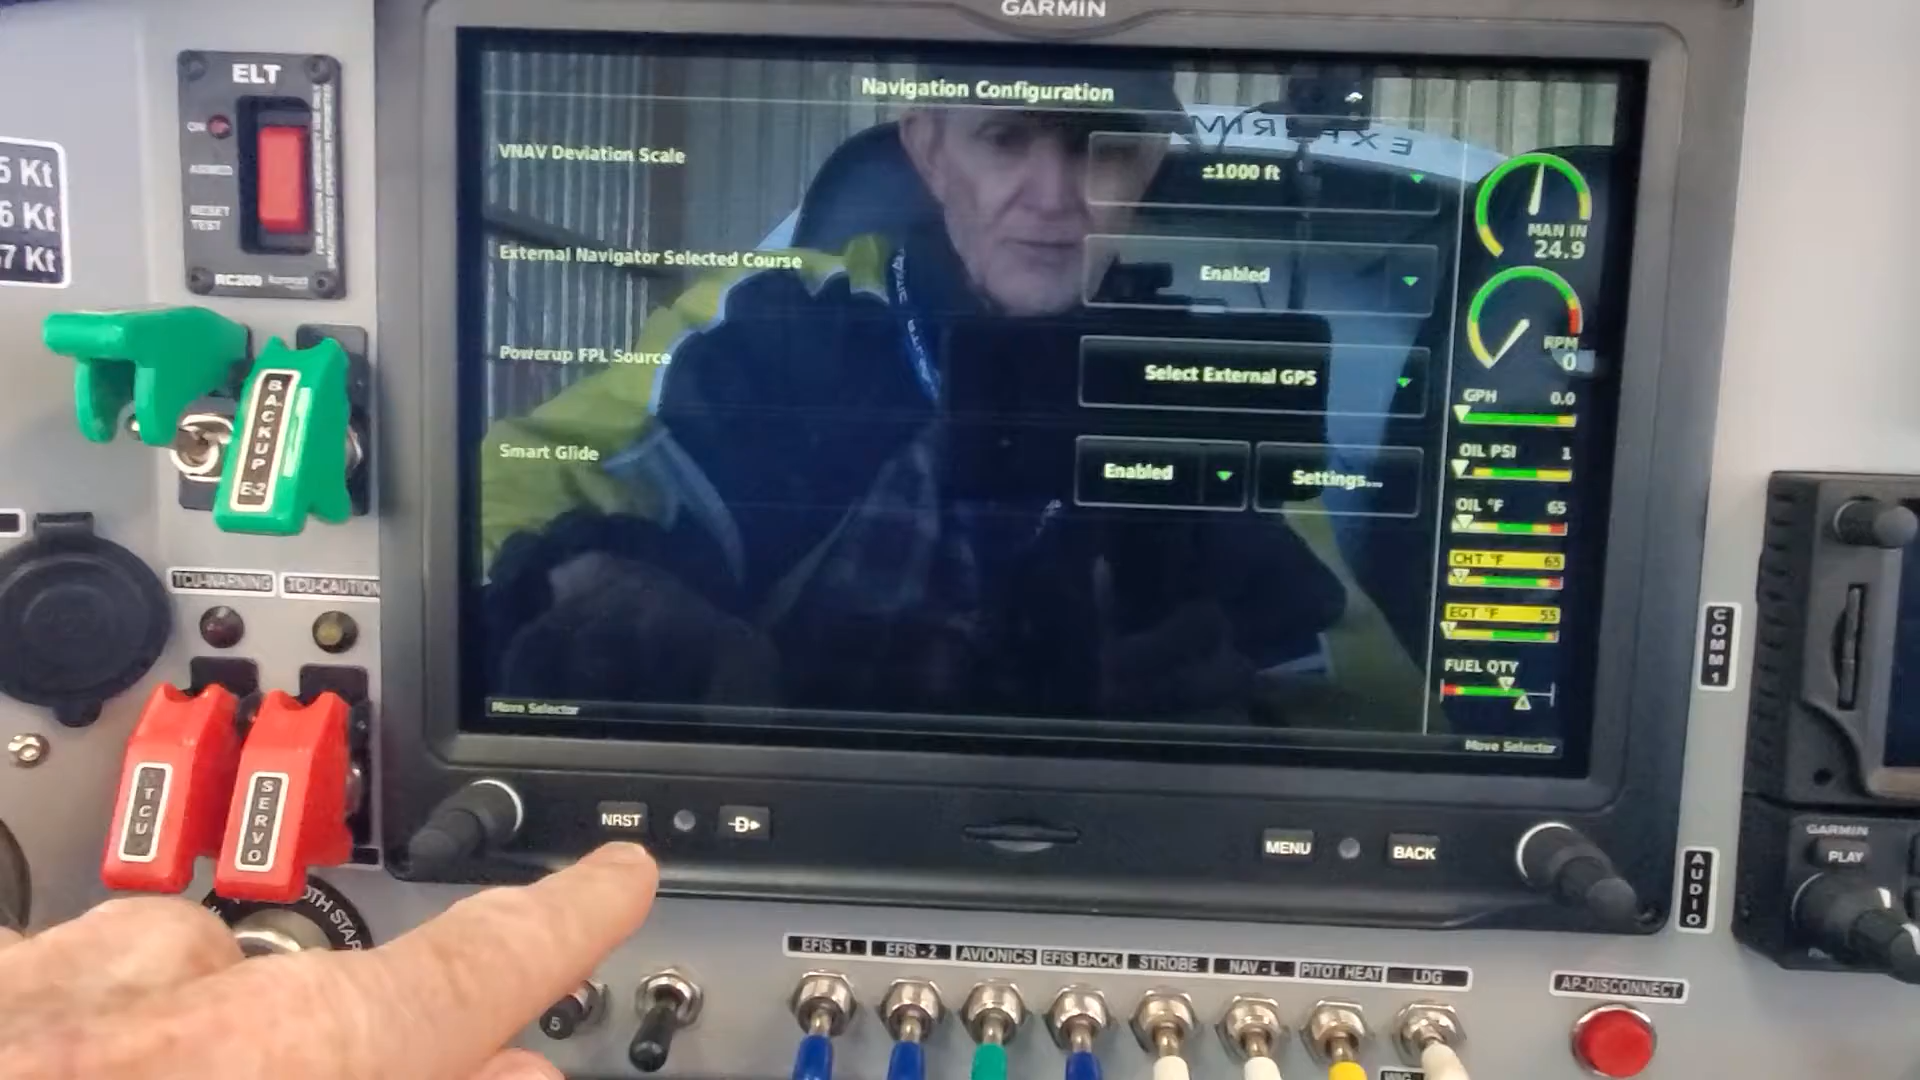 GARMIN
ELT
ON
ARMED
RESET
TEST
RC200
5 Kt
6 Kt
7 Kt
BACKUP E-2
TCU-WARNING
TCU-CAUTION
TCU
SERVO
Navigation Configuration
VNAV Deviation Scale
±1000 ft
External Navigator Selected Course
Enabled
Powerup FPL Source
Select External GPS
Smart Glide
Enabled
Settings...
Move Selector
Move Selector
MAN IN
24.9
RPM
0
GPH 0.0
OIL PSI 1
OIL °F 65
CHT °F 65
EGT °F 55
FUEL QTY
NRST
D
MENU
BACK
COMM 1
AUDIO
GARMIN
PLAY
OTH STAR
5
EFIS - 1
EFIS - 2
AVIONICS
EFIS BACK.
STROBE
NAV - L
PITOT HEAT
LDG
AP-DISCONNECT